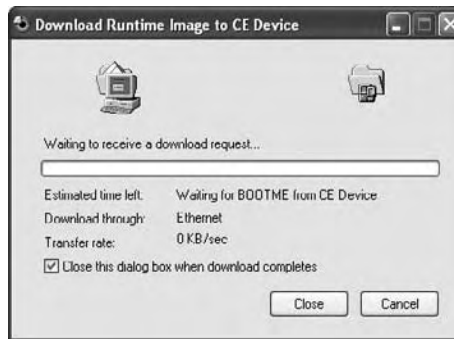 Download Runtime Image to CE Device
Waiting to receive a download request...
Estimated time left: Waiting for BOOTME from CE Device
Download through: Ethernet
Transfer rate: 0 KB/sec
Close this dialog box when download completes
Close Cancel